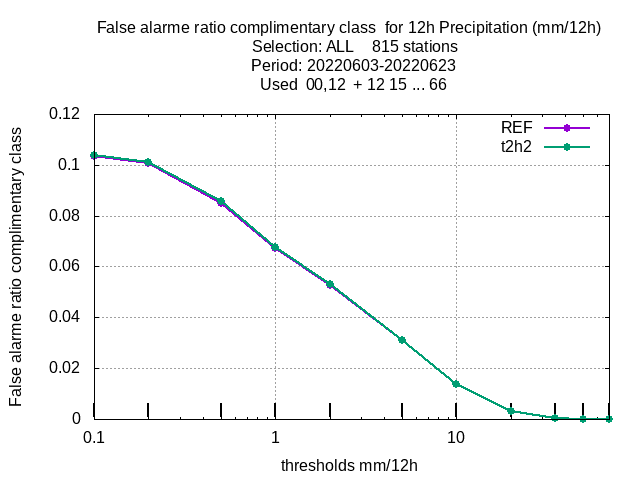 False alarme ratio complimentary class  for 12h Precipitation (mm/12h)
Selection: ALL    815 stations
Period: 20220603-20220623
Used  00,12  + 12 15 ... 66
REF
t2h2
0.12
0.1
0.08
0.06
0.04
0.02
0
False alarme ratio complimentary class
0.1
1
10
thresholds mm/12h